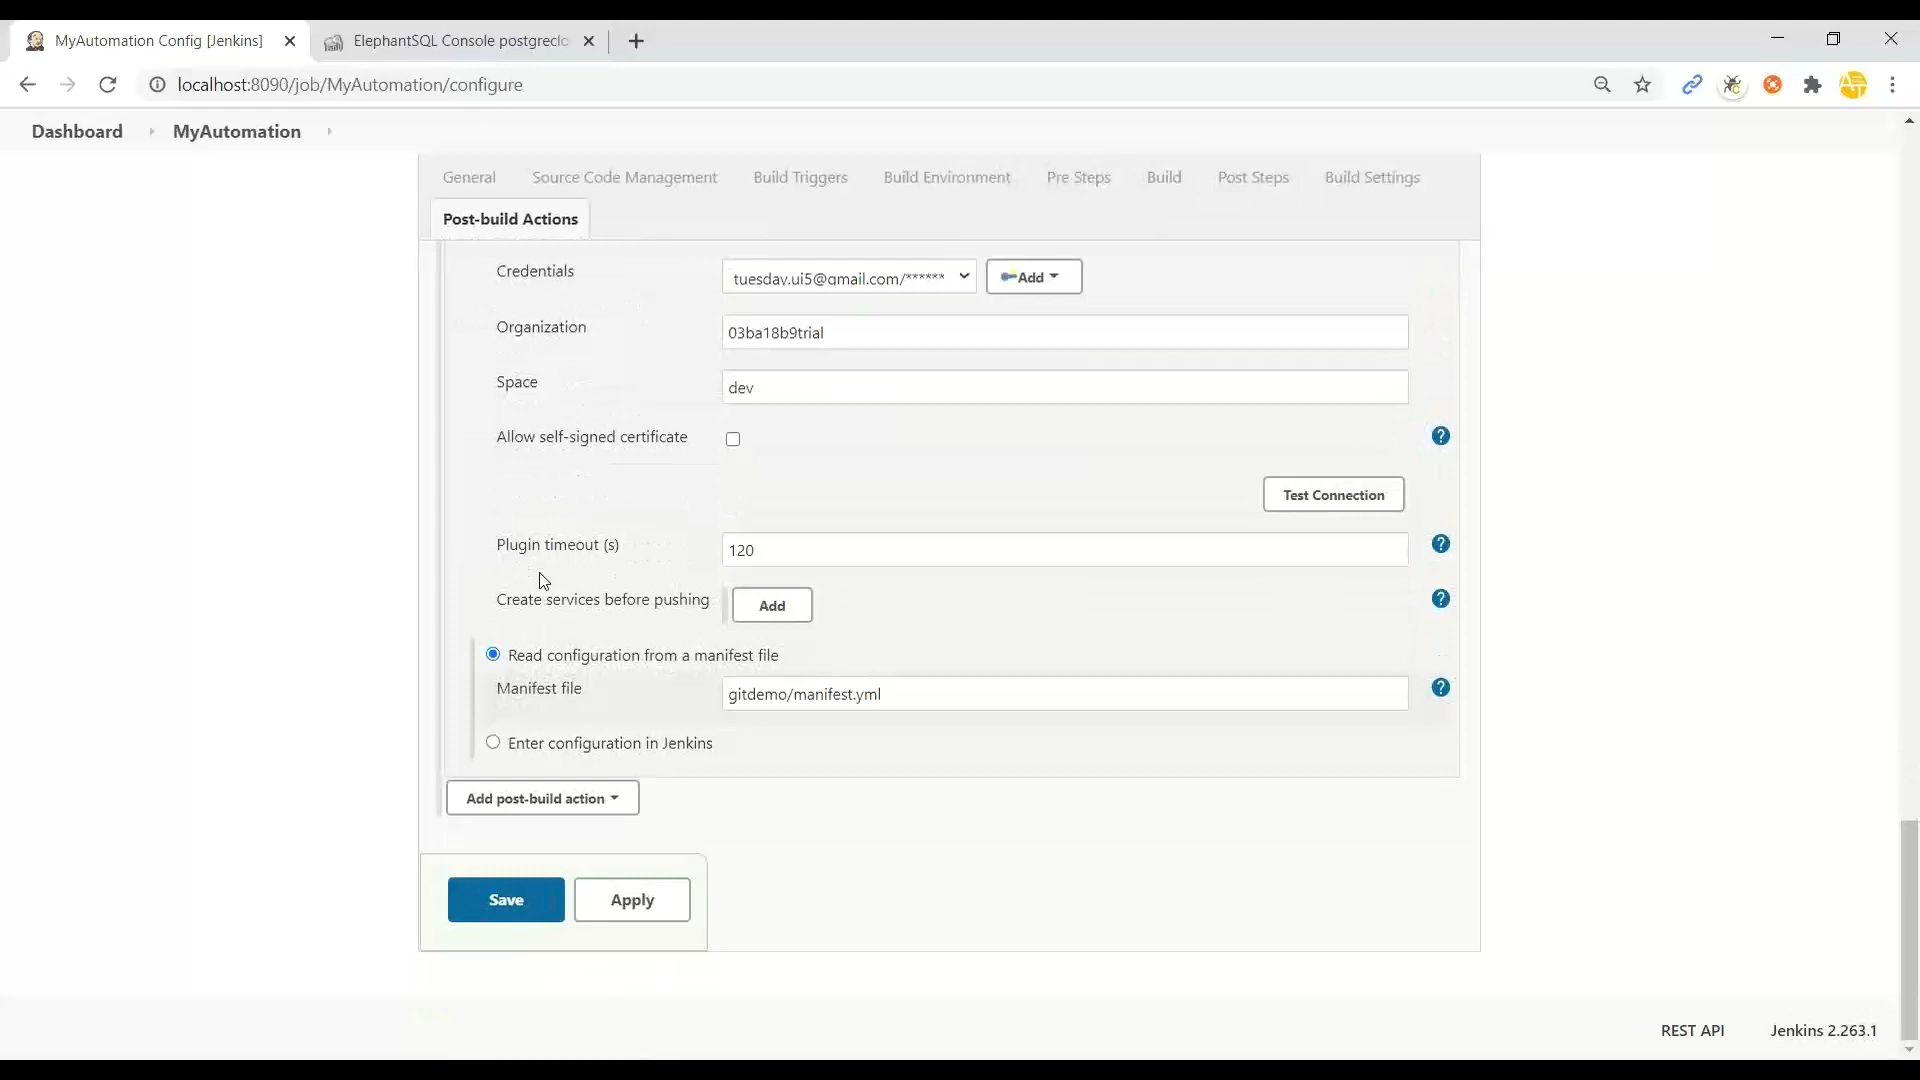 MyAutomation Config [Jenkins]
ElephantSQL Console postgreclo
localhost:8090/job/MyAutomation/configure
Dashboard
MyAutomation
General
Source Code Management
Build Triggers
Build Environment
Pre Steps
Build
Post Steps
Build Settings
Post-build Actions
Credentials
tuesday.ui5@gmail.com/******
Add
Organization
03ba18b9trial
Space
dev
Allow self-signed certificate
?
Test Connection
Plugin timeout (s)
120
?
Create services before pushing
Add
?
Read configuration from a manifest file
Manifest file
gitdemo/manifest.yml
?
Enter configuration in Jenkins
Add post-build action
Save
Apply
REST API
Jenkins 2.263.1